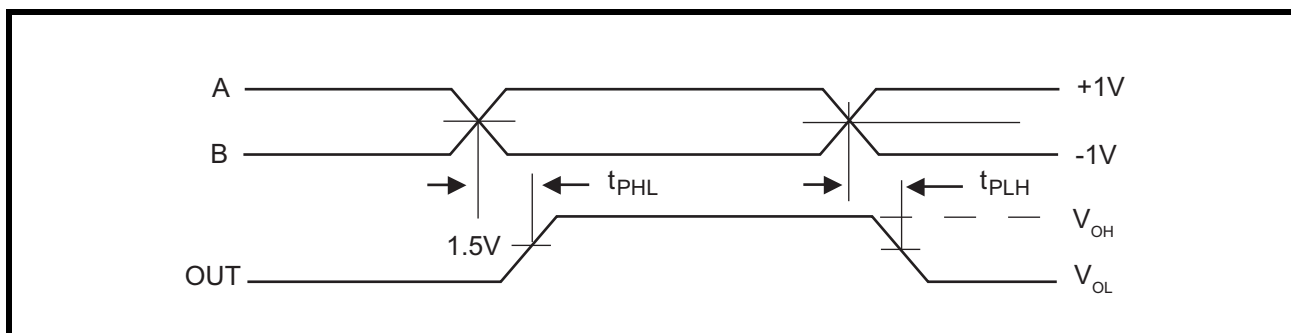 A
+1V
B
-1V
tPHL
tPLH
1.5V
VOH
OUT
VOL